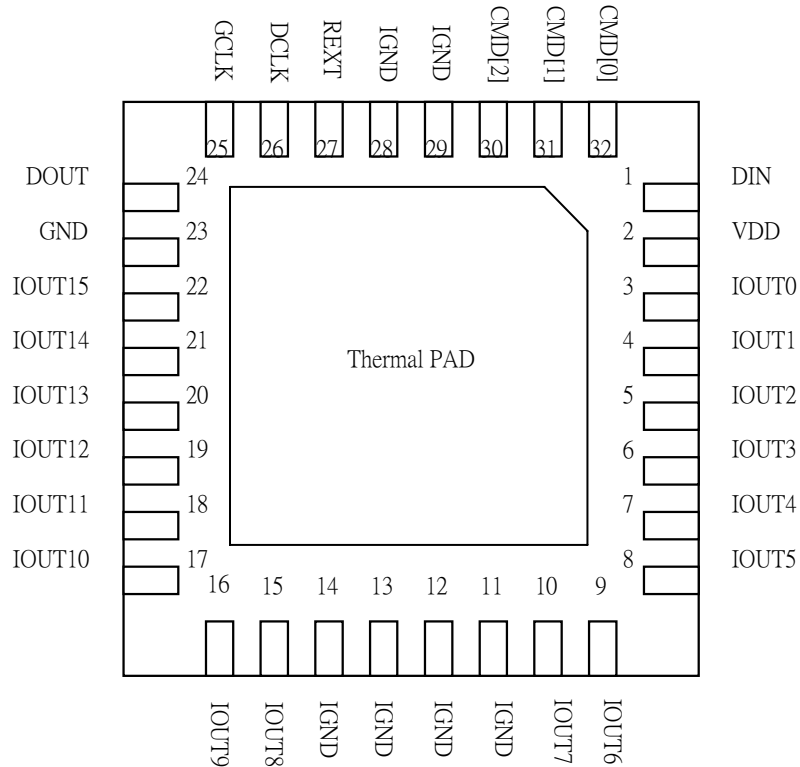 GCLK DCLK REXT IGND IGND CMD[2] CMD[1] CMD[0]
25 26 27 28 29 30 31 32
DOUT 24 1 DIN
GND 23 2 VDD
IOUT15 22 3 IOUT0
IOUT14 21 4 IOUT1
Thermal PAD
IOUT13 20 5 IOUT2
IOUT12 19 6 IOUT3
IOUT11 18 7 IOUT4
IOUT10 17 8 IOUT5
16 15 14 13 12 11 10 9
IOUT9 IOUT8 IGND IGND IGND IGND IOUT7 IOUT6